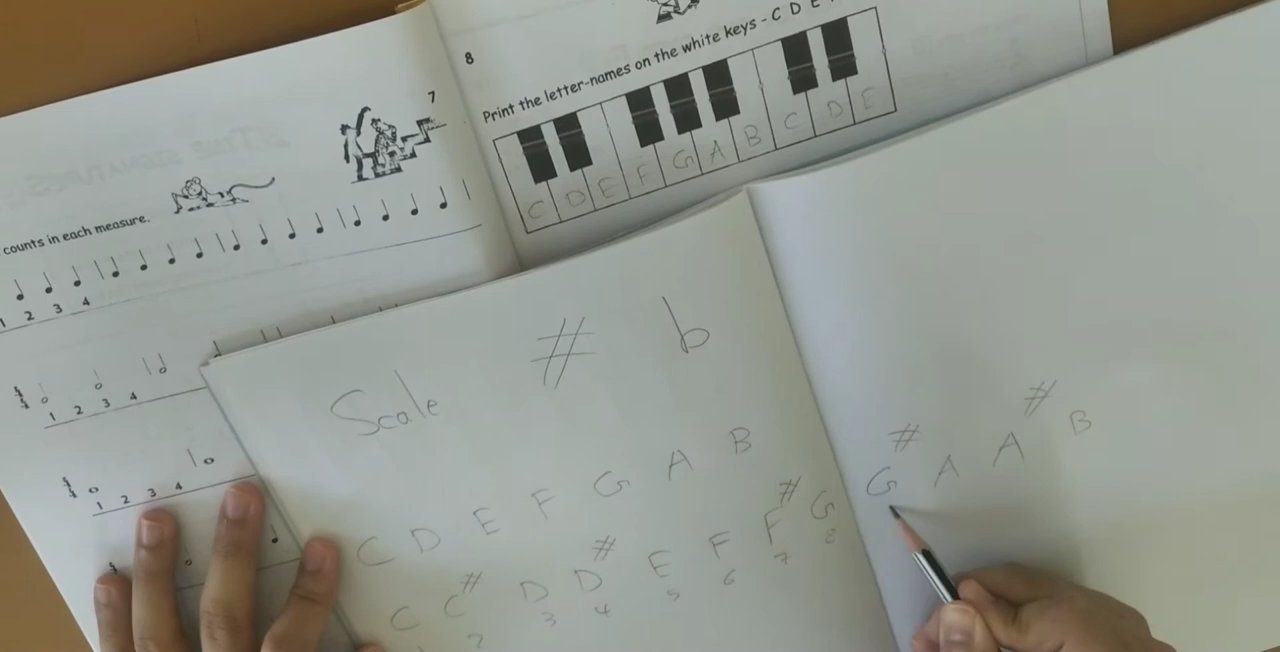 7
counts in each measure.
1 2 3 4
1 2 3 4
1 2 3 4
8
Print the letter-names on the white keys - C D E
C D E F G A B C D E
Scale # b
C D E F G A B
C C# D D# E F F# G G# A A# B
2 3 4 5 6 7 8